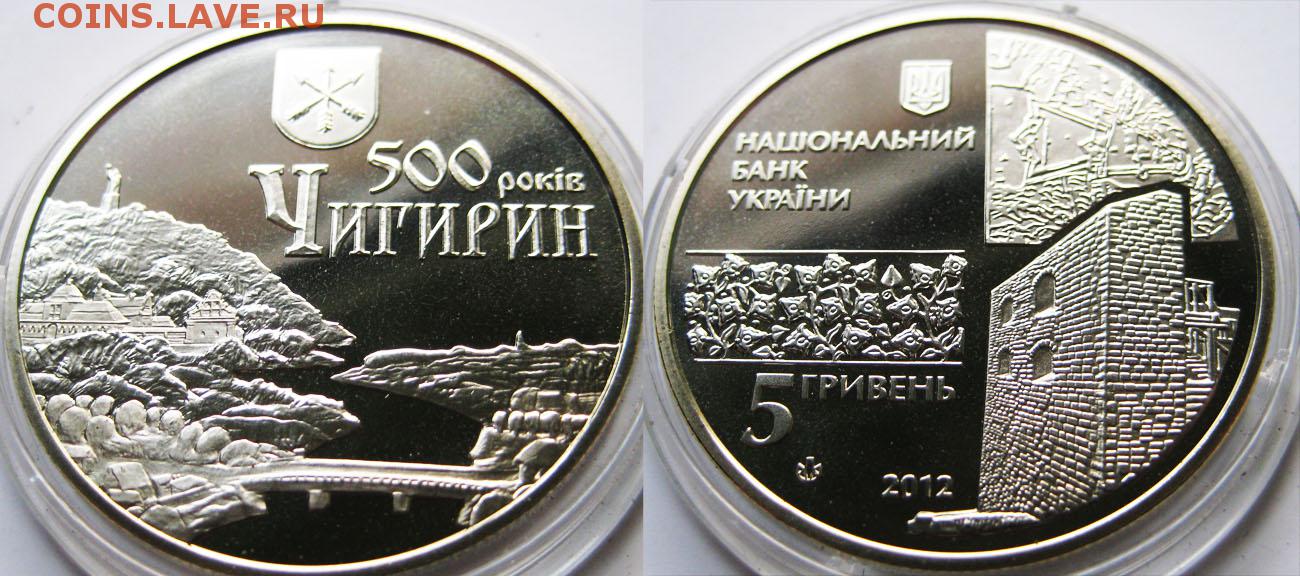 COINS.LAVE.RU
500 років
Чигирин
НАЦІОНАЛЬНИЙ
БАНК
УКРАЇНИ
5 ГРИВЕНЬ
2012